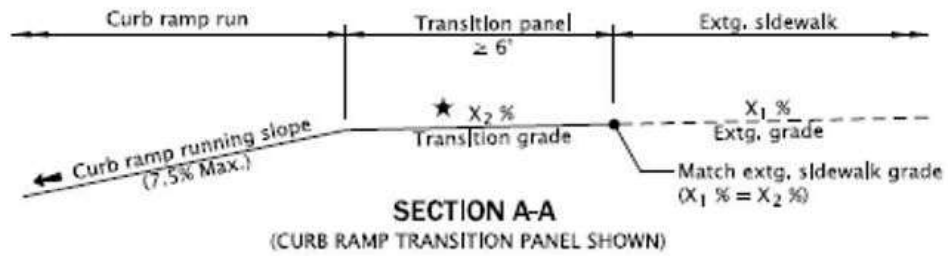 Curb ramp run
Transition panel
≥ 6'
Extg. sidewalk
★ X₂ %
Transition grade
X₁ %
Extg. grade
Curb ramp running slope
(7.5% Max.)
Match extg. sidewalk grade
(X₁ % = X₂ %)
SECTION A-A
(CURB RAMP TRANSITION PANEL SHOWN)